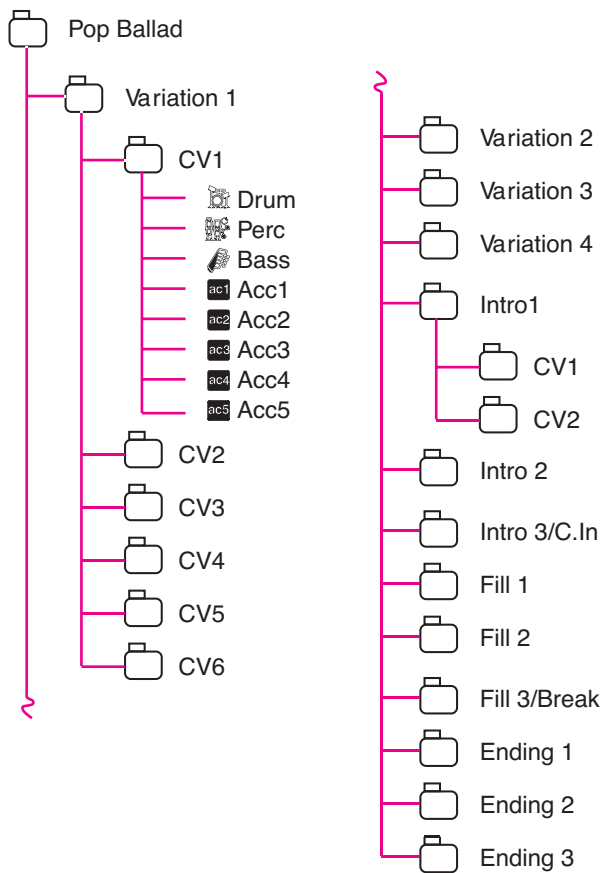 Pop Ballad
Variation 1
CV1
Drum
Perc
Bass
ac1 Acc1
ac2 Acc2
ac3 Acc3
ac4 Acc4
ac5 Acc5
CV2
CV3
CV4
CV5
CV6
Variation 2
Variation 3
Variation 4
Intro1
CV1
CV2
Intro 2
Intro 3/C.In
Fill 1
Fill 2
Fill 3/Break
Ending 1
Ending 2
Ending 3